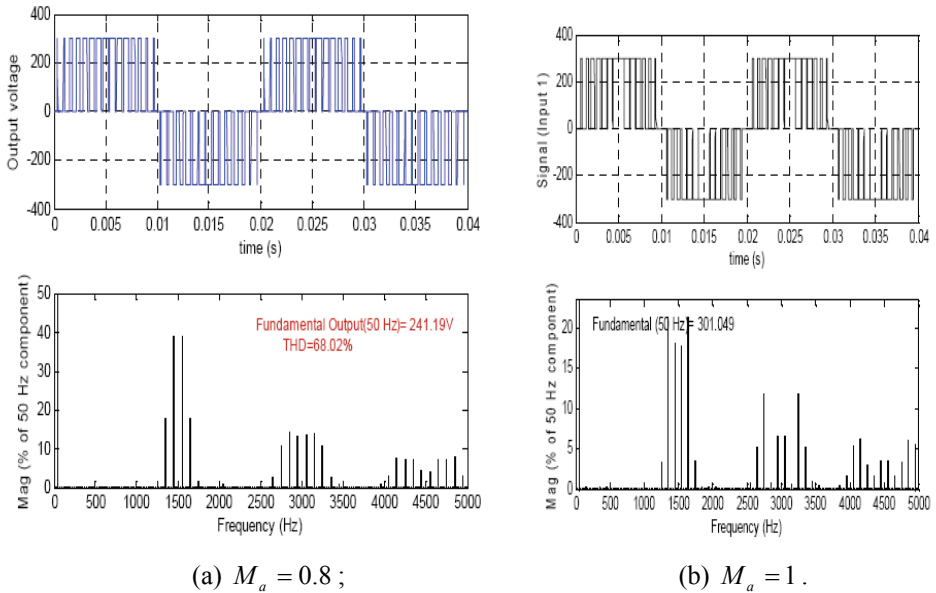 400
200
0
-200
-400
Output voltage
0 0.005 0.01 0.015 0.02 0.025 0.03 0.035 0.04
time (s)
400
200
0
-200
-400
Signal (Input 1)
0 0.005 0.01 0.015 0.02 0.025 0.03 0.035 0.04
time (s)
50
40
30
20
10
0
Mag (% of 50 Hz component)
Fundamental Output(50 Hz)= 241.19V
THD=68.02%
0 500 1000 1500 2000 2500 3000 3500 4000 4500 5000
Frequency (Hz)
20
15
10
5
0
Mag (% of 50 Hz component)
Fundamental (50 Hz) = 301.049
0 500 1000 1500 2000 2500 3000 3500 4000 4500 5000
Frequency (Hz)
(a) Mₐ = 0.8 ;
(b) Mₐ = 1 .